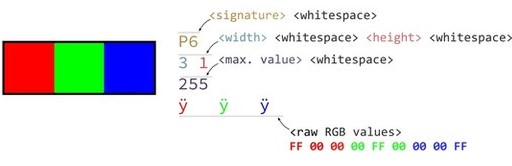 <signature> <whitespace>
P6
<width> <whitespace> <height> <whitespace>
3 1
<max. value> <whitespace>
255
ÿ ÿ ÿ
<raw RGB values>
FF 00 00 00 FF 00 00 00 FF